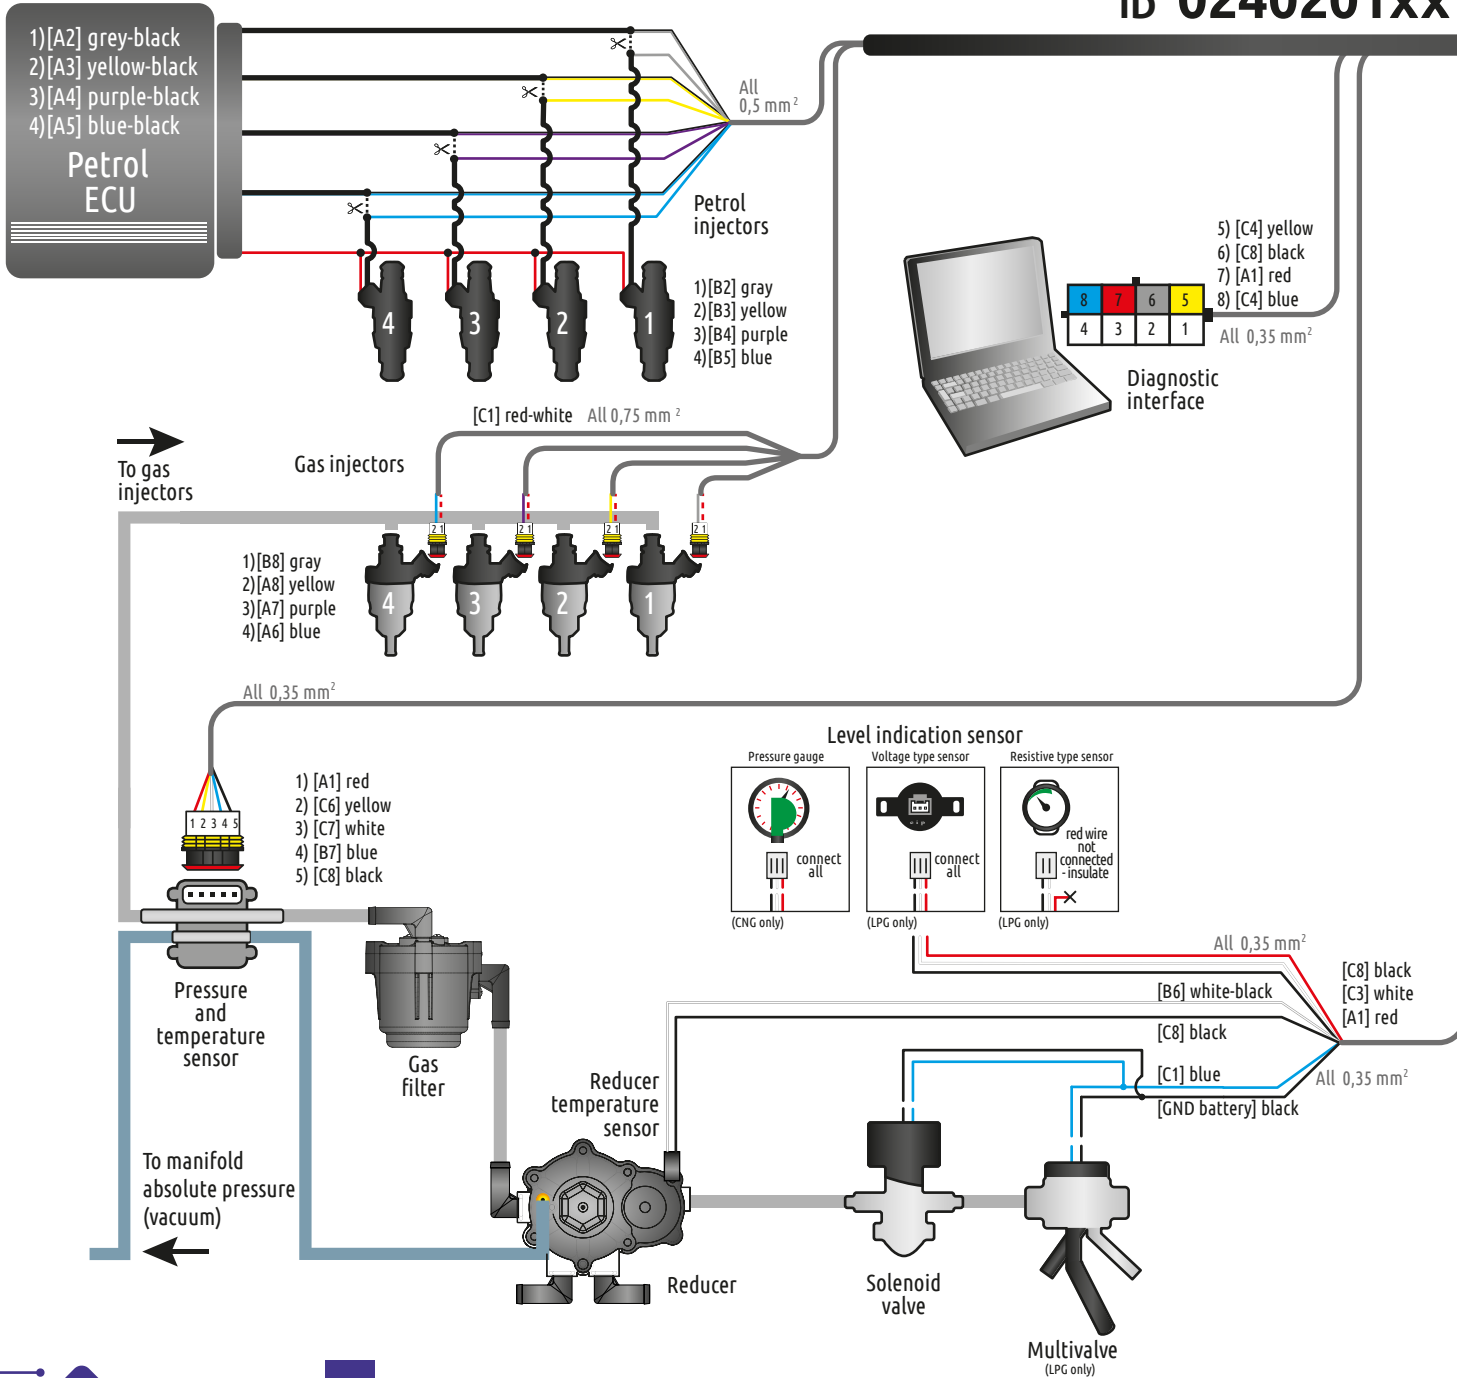 ID 0240201xx
1)[A2] grey-black
2)[A3] yellow-black
3)[A4] purple-black
4)[A5] blue-black
Petrol
ECU
All
0,5 mm²
Petrol
injectors
1)[B2] gray
2)[B3] yellow
3)[B4] purple
4)[B5] blue
4
3
2
1
5) [C4] yellow
6) [C8] black
7) [A1] red
8) [C4] blue
8 7 6 5
4 3 2 1
All 0,35 mm²
Diagnostic
interface
[C1] red-white All 0,75 mm²
To gas
injectors
Gas injectors
2 1
2 1
2 1
2 1
1)[B8] gray
2)[A8] yellow
3)[A7] purple
4)[A6] blue
4
3
2
1
All 0,35 mm²
Level indication sensor
Pressure gauge
Voltage type sensor
Resistive type sensor
connect
all
connect
all
red wire
not
connected
- insulate
(CNG only)
(LPG only)
(LPG only)
1) [A1] red
2) [C6] yellow
3) [C7] white
4) [B7] blue
5) [C8] black
1 2 3 4 5
Pressure
and
temperature
sensor
Gas
filter
All 0,35 mm²
[C8] black
[C3] white
[A1] red
[B6] white-black
[C8] black
[C1] blue
[GND battery] black
All 0,35 mm²
Reducer
temperature
sensor
To manifold
absolute pressure
(vacuum)
Reducer
Solenoid
valve
Multivalve
(LPG only)